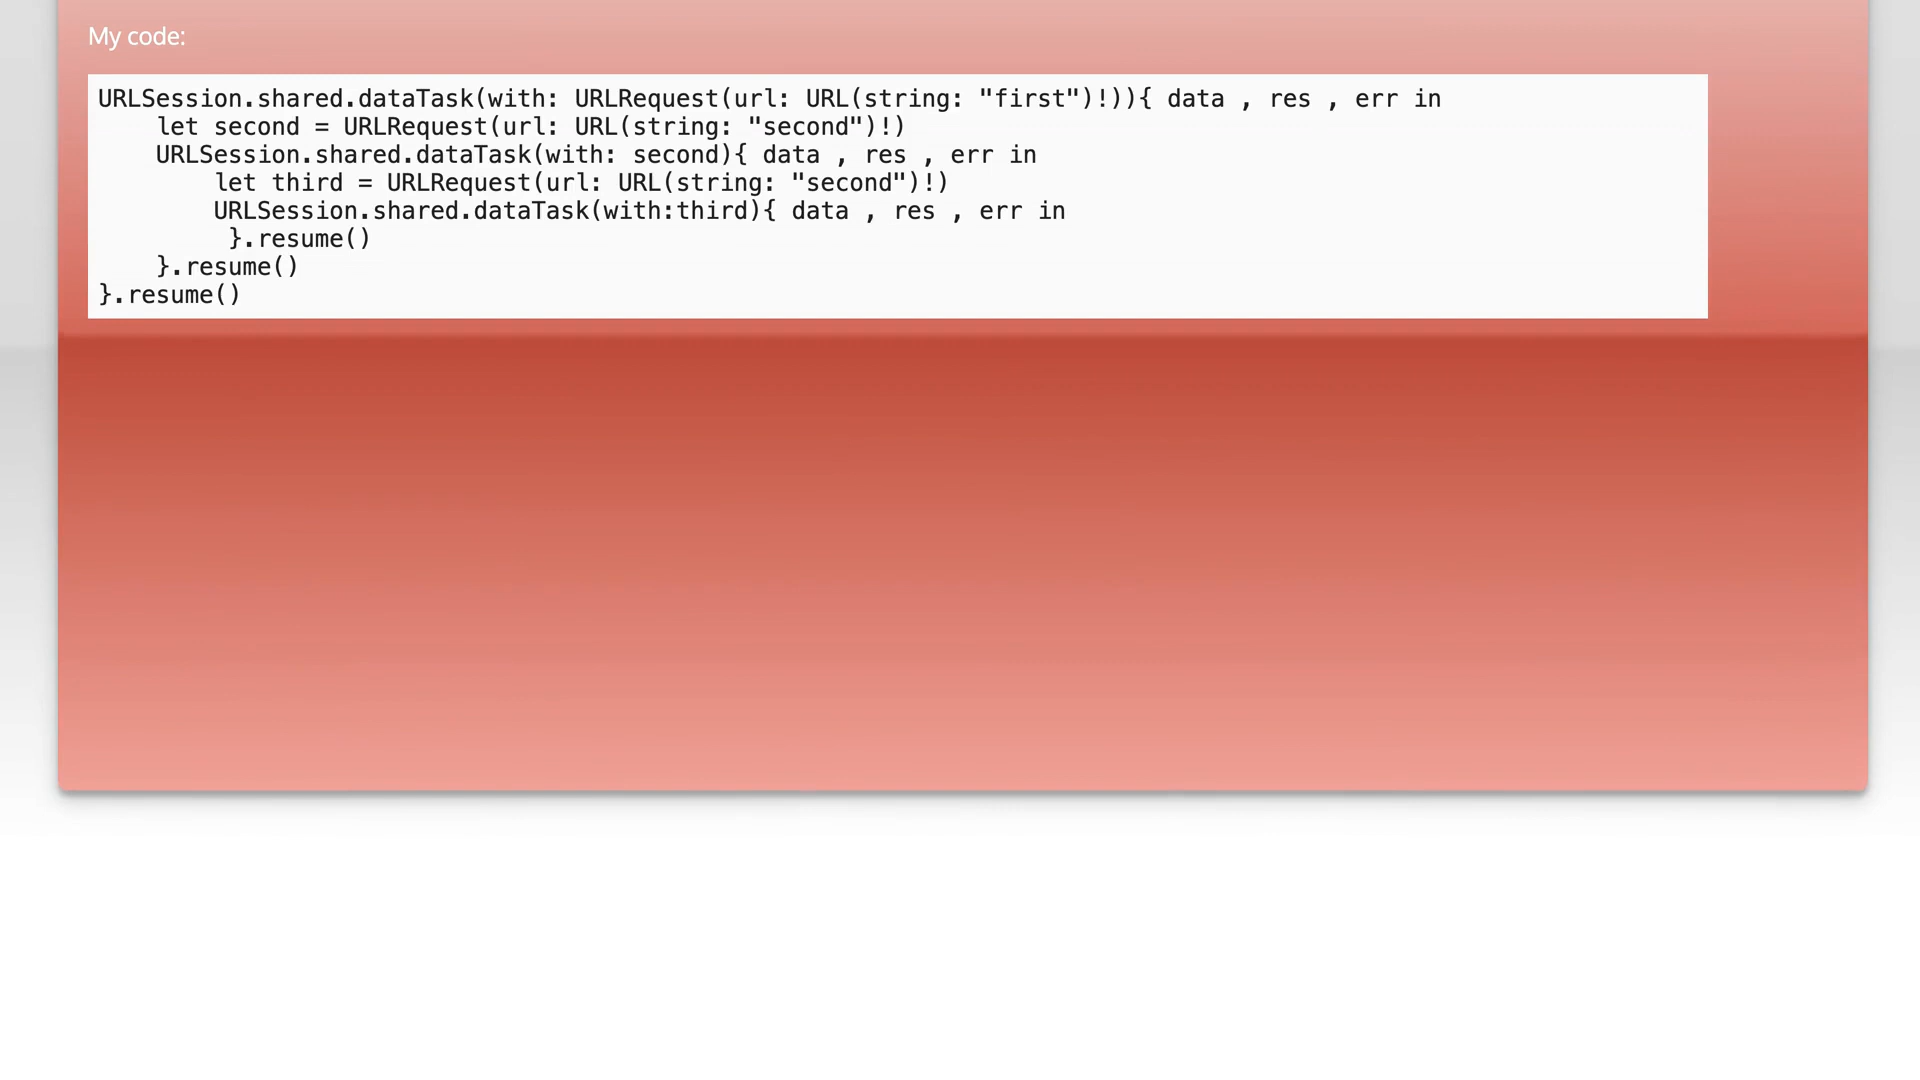 My code:
URLSession.shared.dataTask(with: URLRequest(url: URL(string: "first")!)){ data , res , err in
    let second = URLRequest(url: URL(string: "second")!)
    URLSession.shared.dataTask(with: second){ data , res , err in
        let third = URLRequest(url: URL(string: "second")!)
        URLSession.shared.dataTask(with:third){ data , res , err in
         }.resume()
    }.resume()
}.resume()